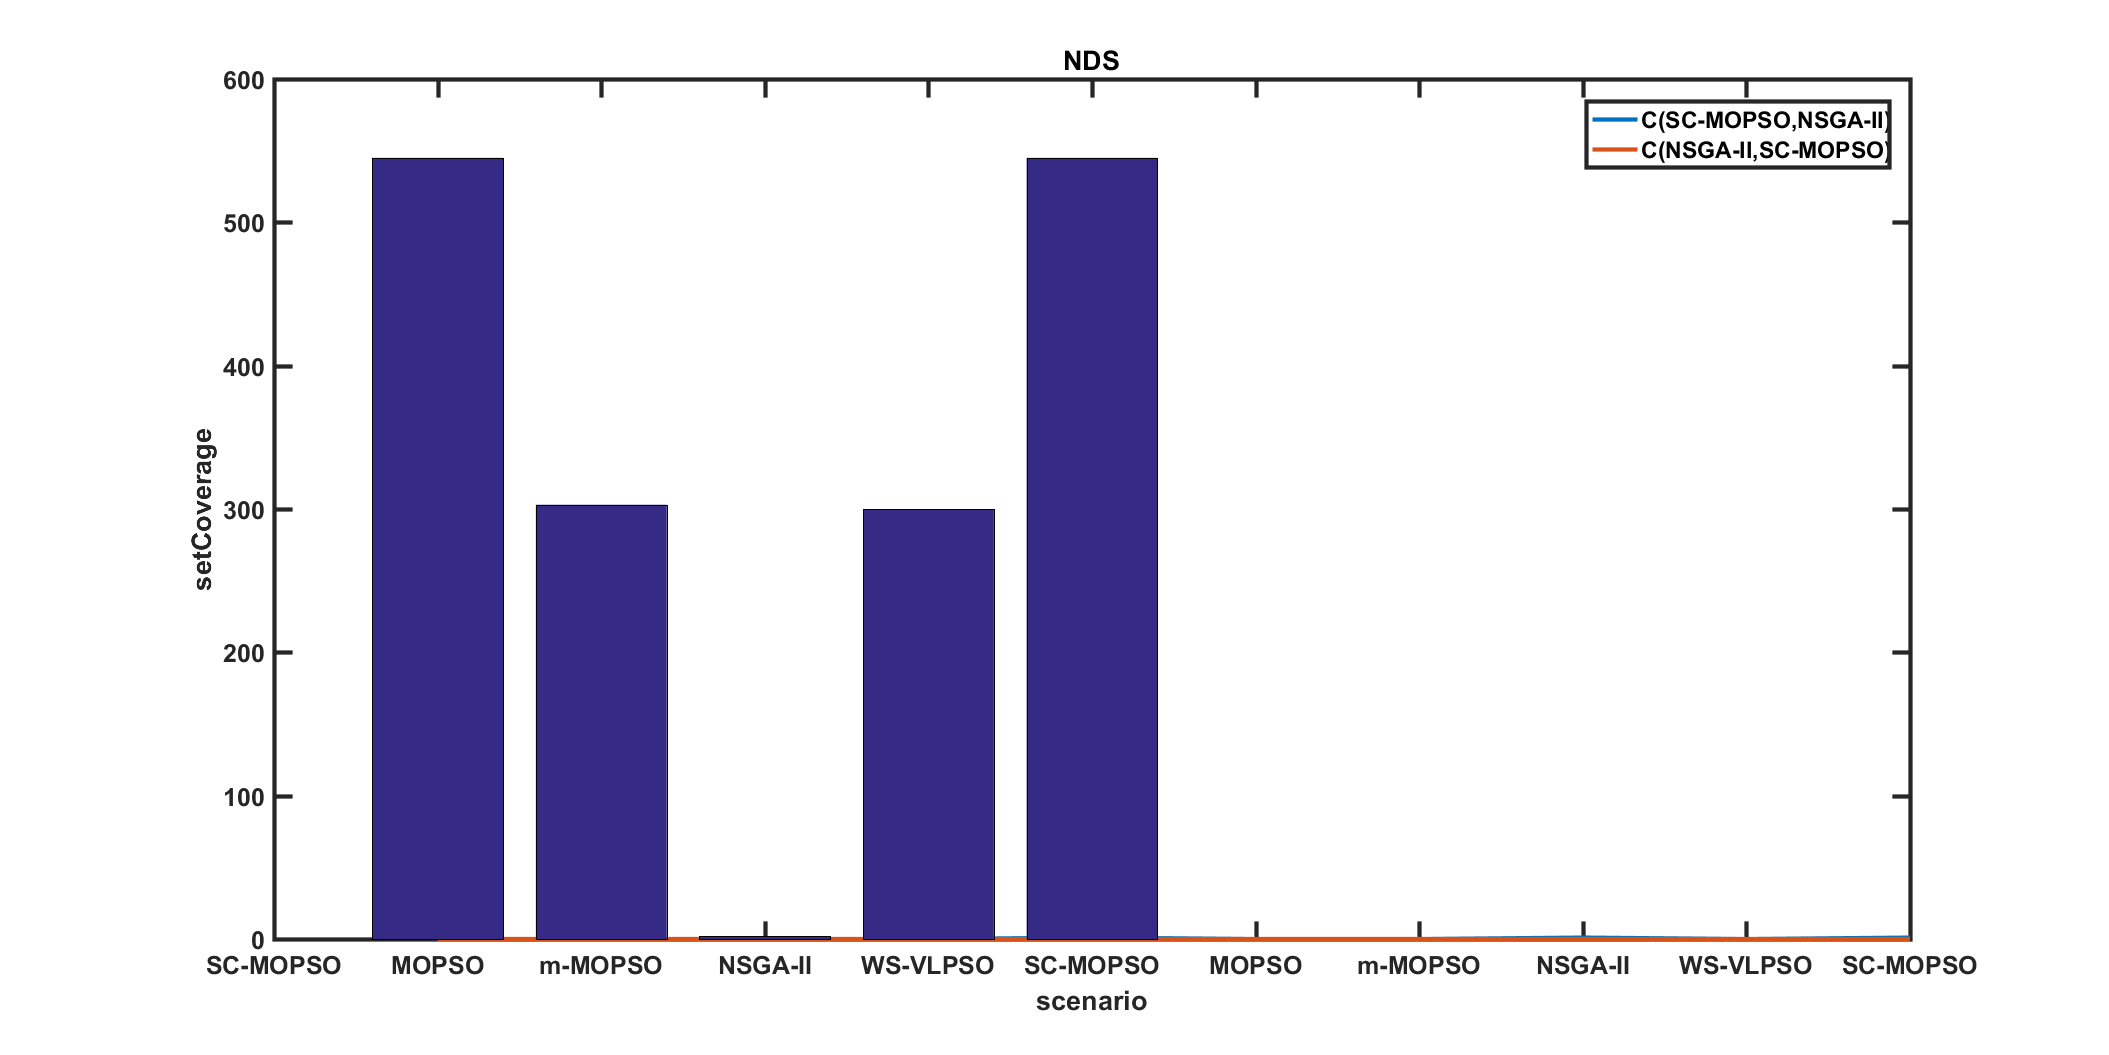 NDS
600
500
400
300
200
100
0
setCoverage
C(SC-MOPSO,NSGA-II)
C(NSGA-II,SC-MOPSO)
SC-MOPSO MOPSO m-MOPSO NSGA-II WS-VLPSO SC-MOPSO MOPSO m-MOPSO NSGA-II WS-VLPSO SC-MOPSO
scenario